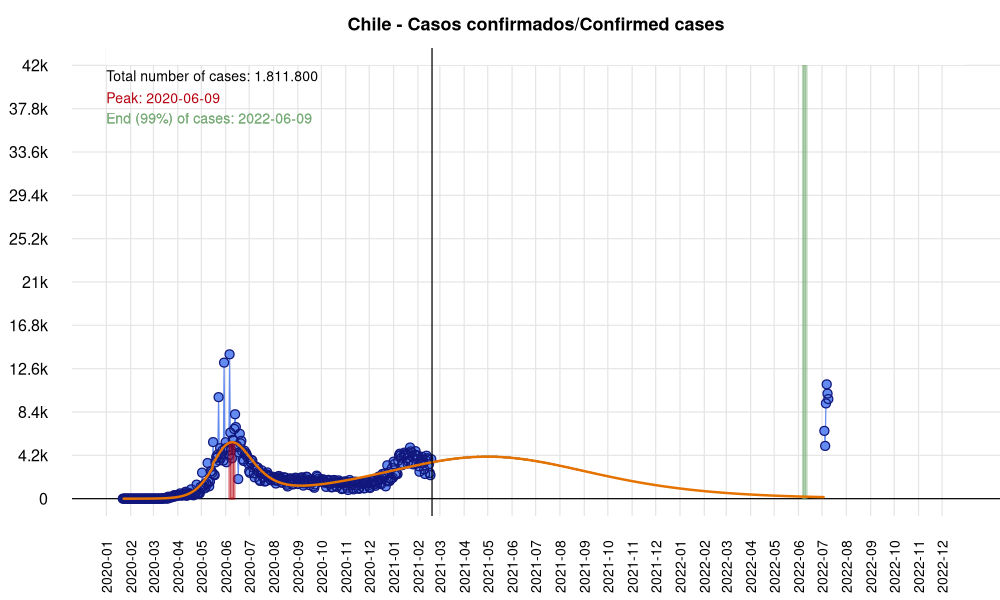 Chile - Casos confirmados/Confirmed cases
Total number of cases: 1.811.800
Peak: 2020-06-09
End (99%) of cases: 2022-06-09
42k
37.8k
33.6k
29.4k
25.2k
21k
16.8k
12.6k
8.4k
4.2k
0
2020-01
2020-02
2020-03
2020-04
2020-05
2020-06
2020-07
2020-08
2020-09
2020-10
2020-11
2020-12
2021-01
2021-02
2021-03
2021-04
2021-05
2021-06
2021-07
2021-08
2021-09
2021-10
2021-11
2021-12
2022-01
2022-02
2022-03
2022-04
2022-05
2022-06
2022-07
2022-08
2022-09
2022-10
2022-11
2022-12